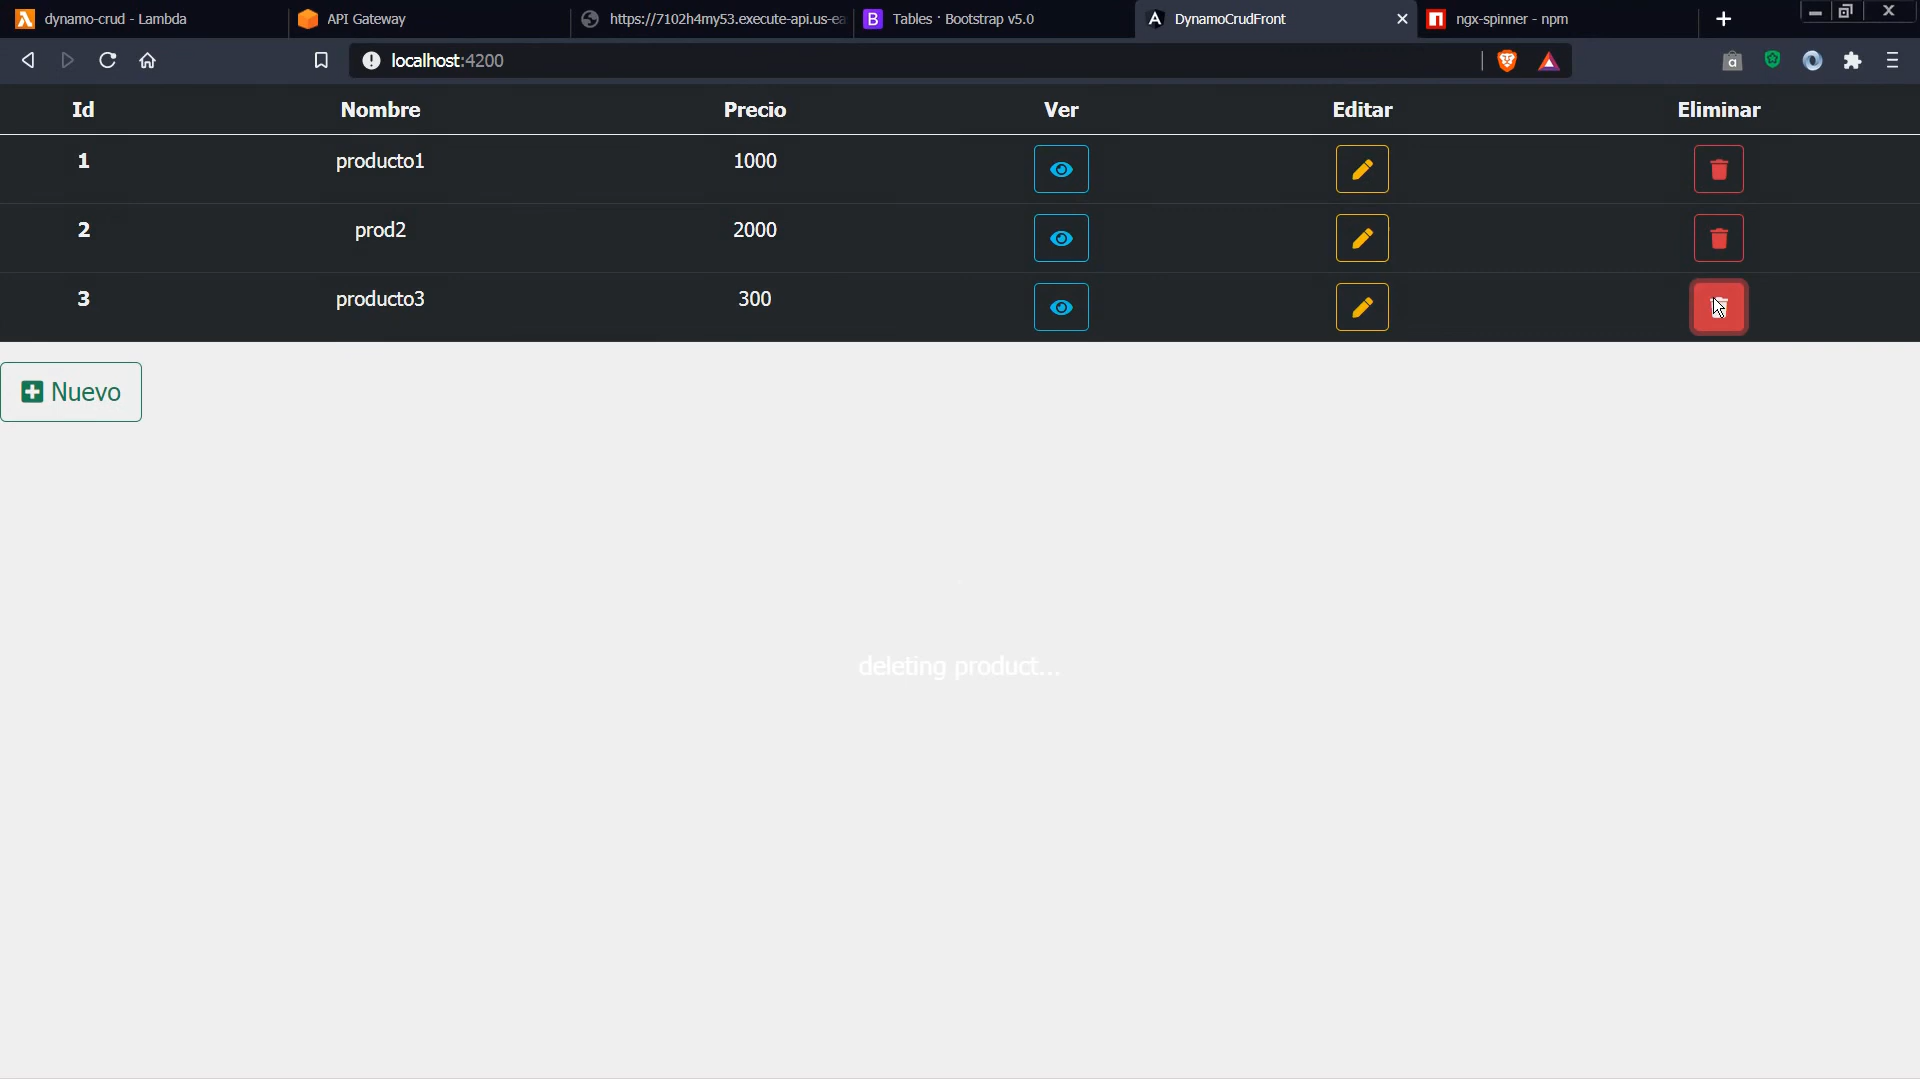 dynamo-crud - Lambda
API Gateway
https://7102h4my53.execute-api.us-ea
Tables · Bootstrap v5.0
DynamoCrudFront
ngx-spinner - npm
localhost:4200
Id Nombre Precio Ver Editar Eliminar
1 producto1 1000
2 prod2 2000
3 producto3 300
Nuevo
deleting product...